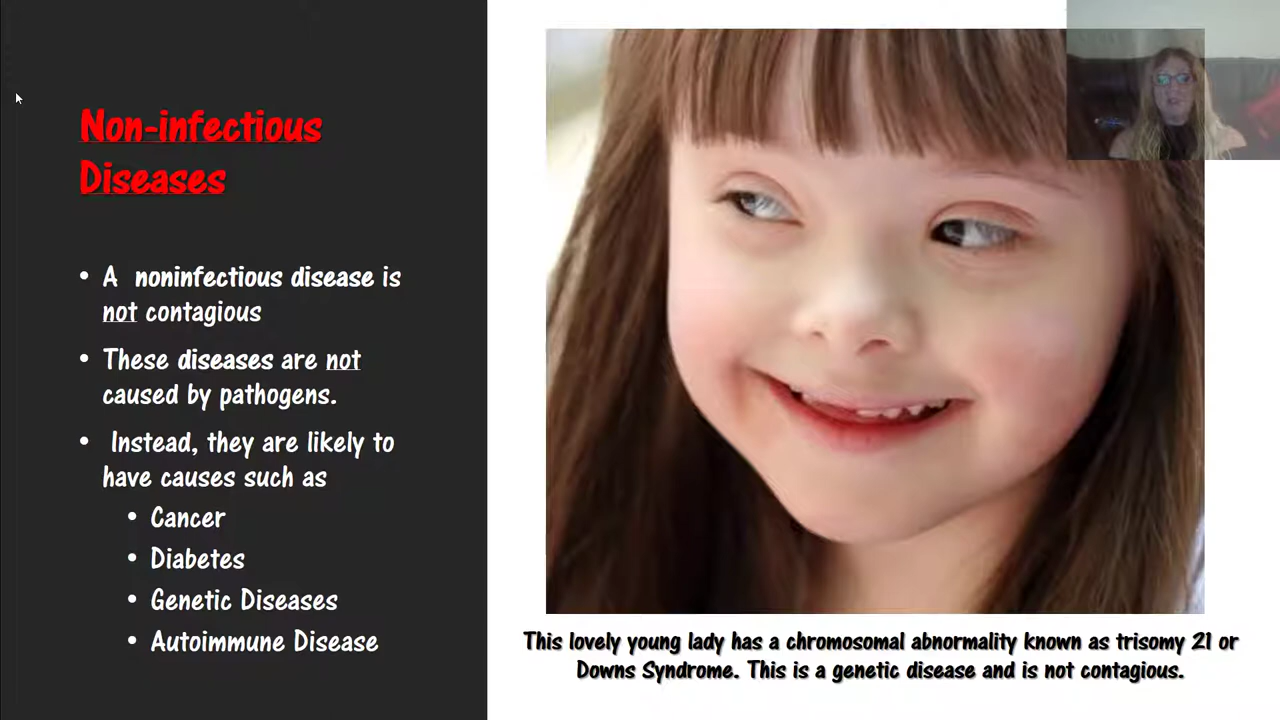 Non-infectious
Diseases
• A noninfectious disease is
not contagious
• These diseases are not
caused by pathogens.
• Instead, they are likely to
have causes such as
• Cancer
• Diabetes
• Genetic Diseases
• Autoimmune Disease
This lovely young lady has a chromosomal abnormality known as trisomy 21 or
Downs Syndrome. This is a genetic disease and is not contagious.